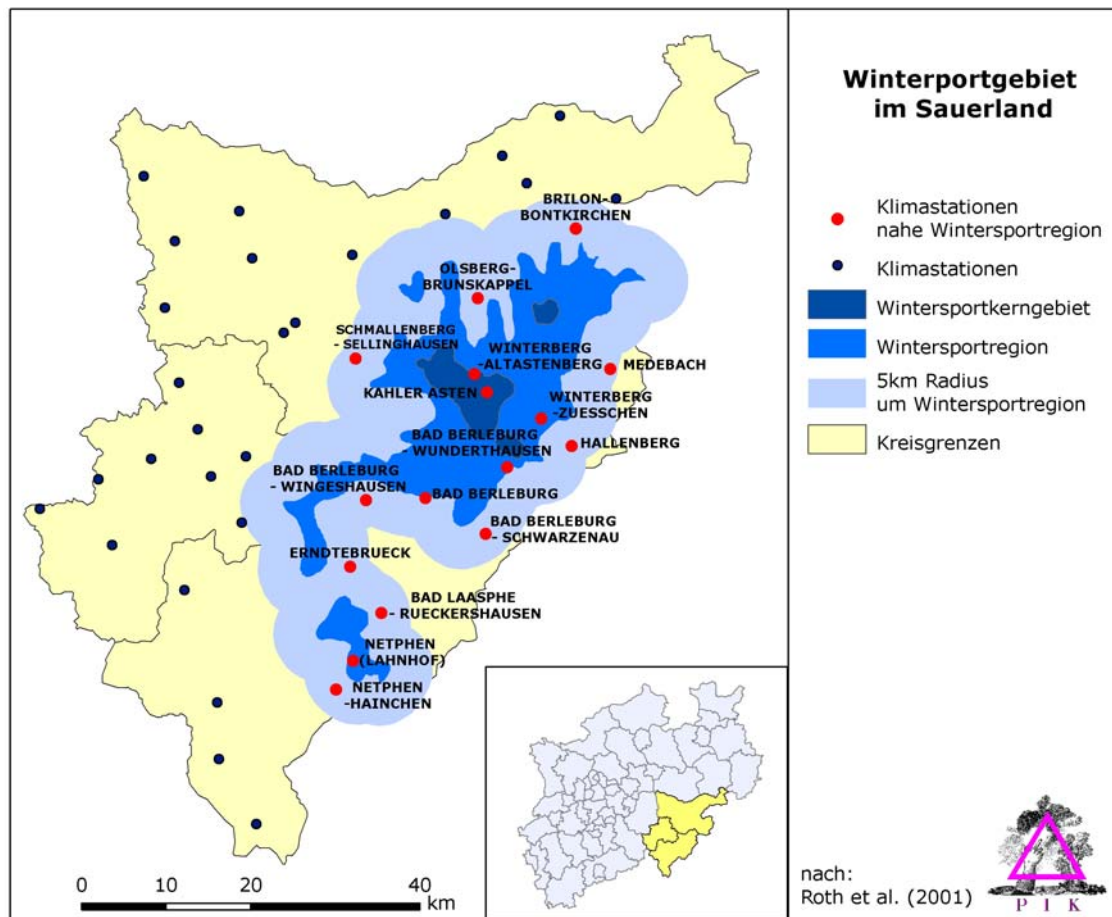 Winterportgebiet
im Sauerland
Klimastationen
nahe Wintersportregion
Klimastationen
Wintersportkerngebiet
Wintersportregion
5km Radius
um Wintersportregion
Kreisgrenzen
BRILON-
BONTKIRCHEN
OLSBERG-
BRUNSKAPPEL
SCHMALLENBERG
- SELLINGHAUSEN
WINTERBERG
-ALTASTENBERG
MEDEBACH
KAHLER ASTEN
WINTERBERG
-ZUESSCHEN
BAD BERLEBURG
- WUNDERTHAUSEN
HALLENBERG
BAD BERLEBURG
- WINGESHAUSEN
BAD BERLEBURG
BAD BERLEBURG
- SCHWARZENAU
ERNDTEBRUECK
BAD LAASPHE
- RUECKERSHAUSEN
NETPHEN
(LAHNHOF)
NETPHEN
-HAINCHEN
0 10 20 40
km
nach:
Roth et al. (2001)
P I K